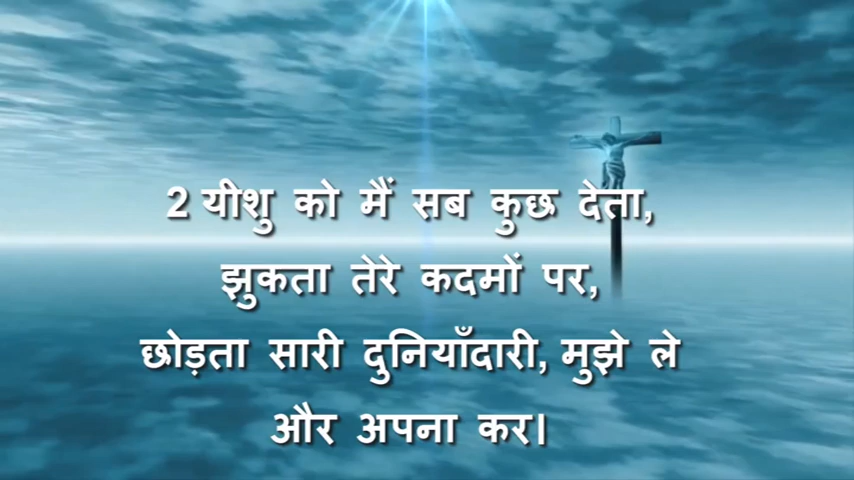 2 यीशु को मैं सब कुछ देता,
झुकता तेरे कदमों पर,
छोड़ता सारी दुनियाँदारी, मुझे ले
और अपना कर।